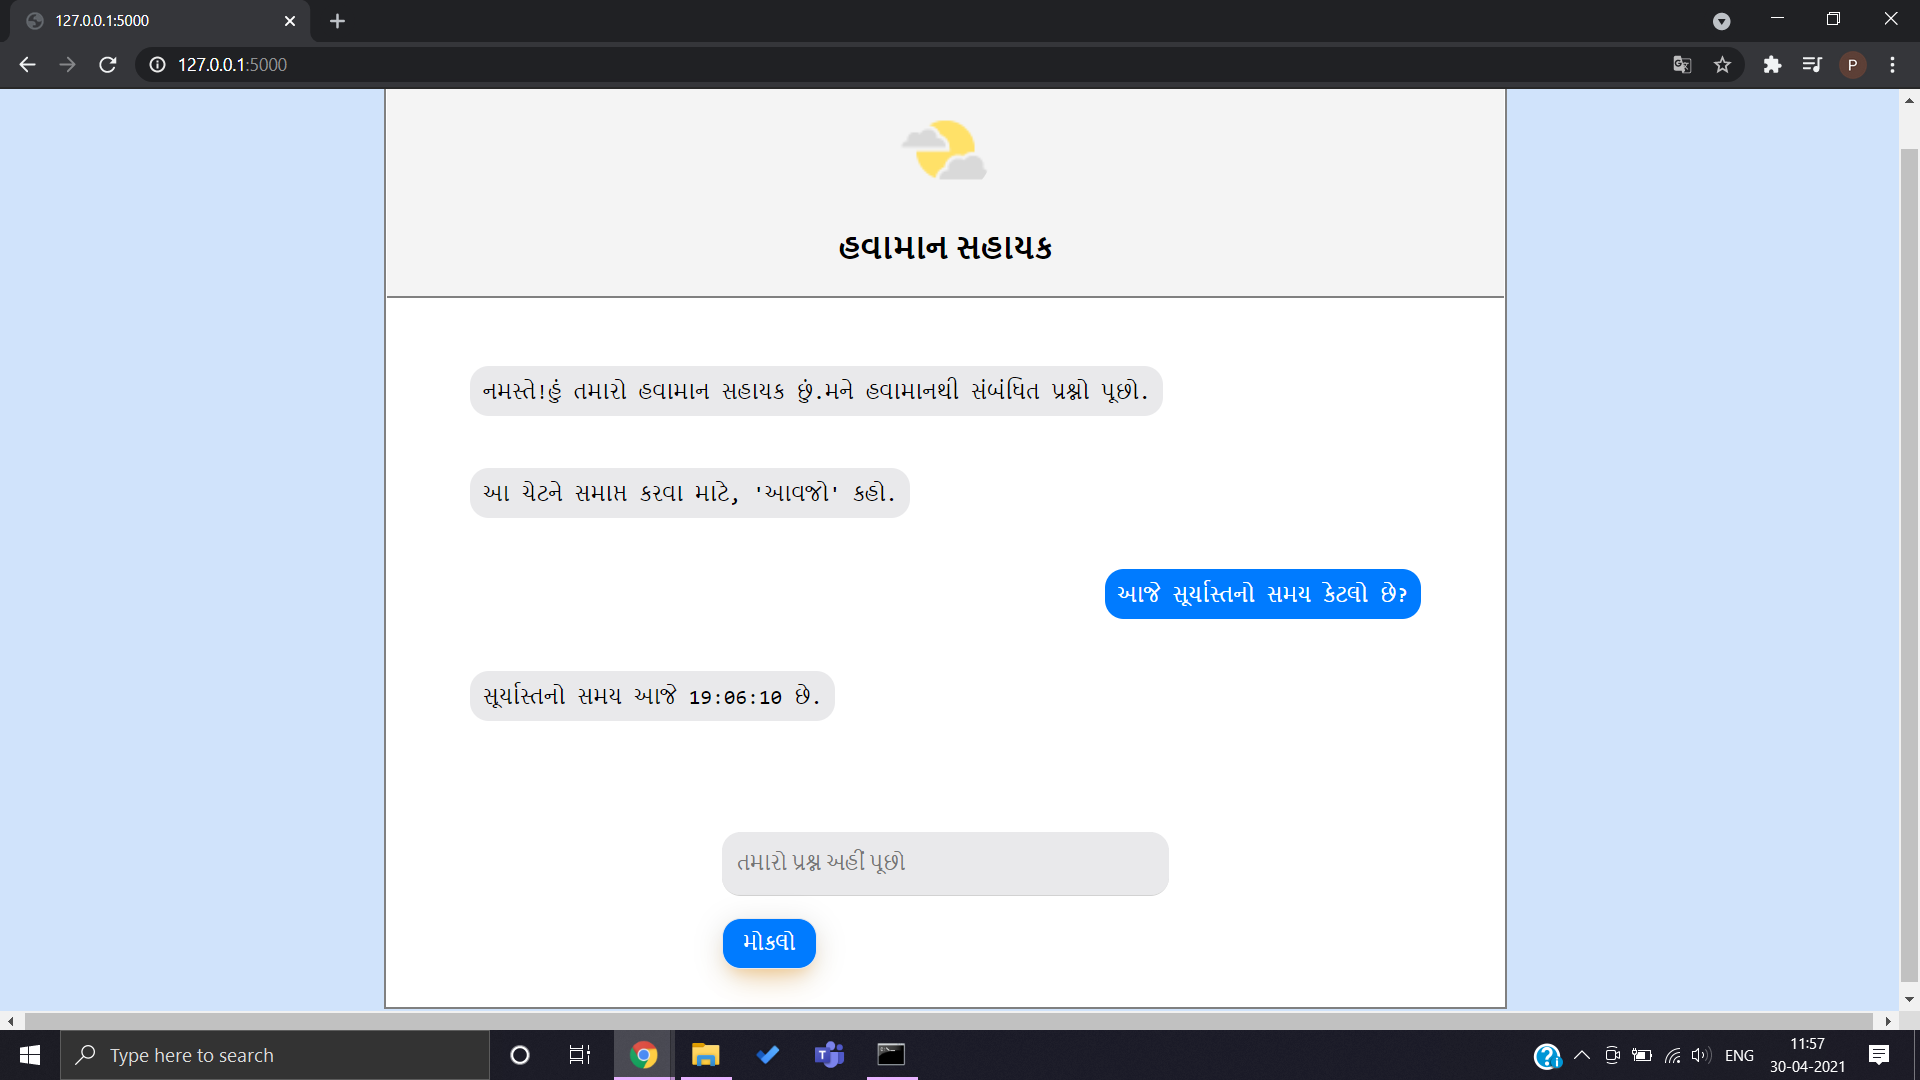 127.0.0.1:5000
127.0.0.1:5000
P
હવામાન સહાયક
નમસ્તે!હું તમારો હવામાન સહાયક છું.મને હવામાનથી સંબંધિત પ્રશ્નો પૂછો.
આ ચેટને સમાપ્ત કરવા માટે, 'આવજો' કહો.
આજે સૂર્યાસ્તનો સમય કેટલો છે?
સૂર્યાસ્તનો સમય આજે 19:06:10 છે.
તમારો પ્રશ્ન અહીં પૂછો
મોકલો
Type here to search
ENG
11:57
30-04-2021